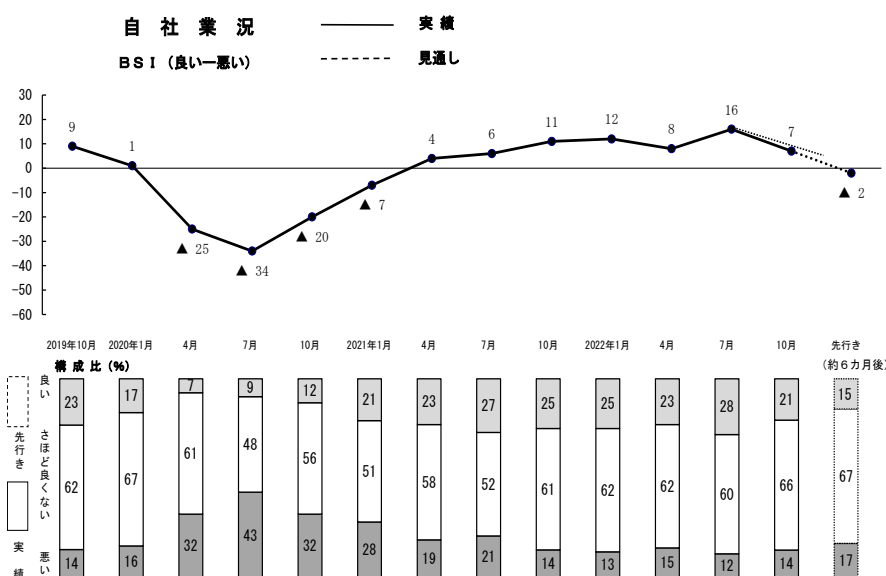 自社業況
実績
ＢＳＩ（良い―悪い）
見通し
30
20
10
0
-10
-20
-30
-40
-50
-60
9
1
▲ 25
▲ 34
▲ 20
▲ 7
4
6
11
12
8
16
7
▲ 2
2019年10月 2020年1月 4月 7月 10月 2021年1月 4月 7月 10月 2022年1月 4月 7月 10月 先行き
(約６カ月後)
構成比(%)
良い
23 17 7 9 12 21 23 27 25 25 23 28 21 15
さほど良くない
62 67 61 48 56 51 58 52 61 62 62 60 66 67
悪い
14 16 32 43 32 28 19 21 14 13 15 12 14 17
先行き
実績